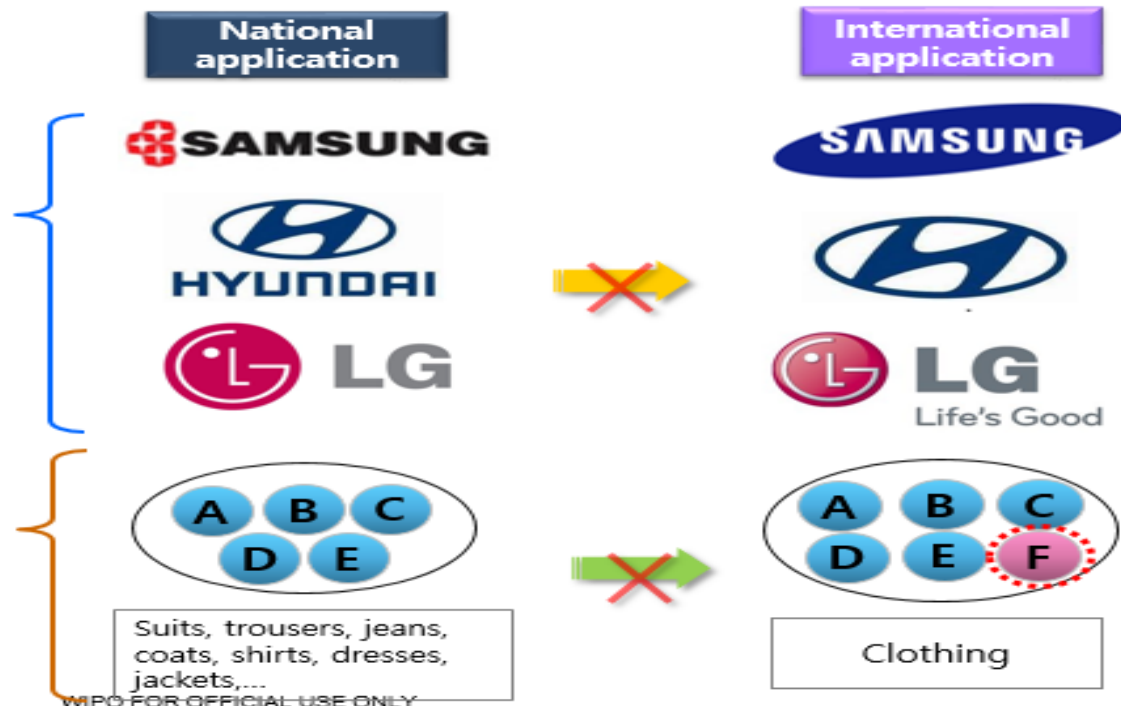 National
application
International
application
SAMSUNG
SAMSUNG
HYUNDAI
LG
LG
Life's Good
A B C
D E
A B C
D E F
Suits, trousers, jeans,
coats, shirts, dresses,
jackets,...
Clothing
WIPO FOR OFFICIAL USE ONLY